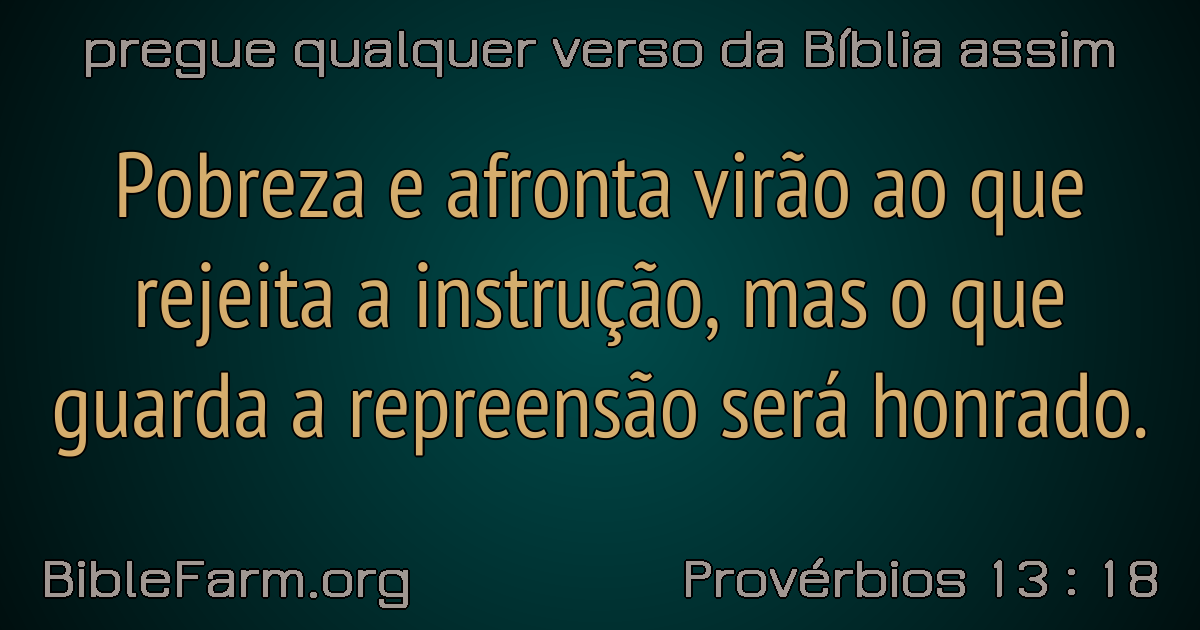 pregue qualquer verso da Bíblia assim
Pobreza e afronta virão ao que
rejeita a instrução, mas o que
guarda a repreensão será honrado.
BibleFarm.org
Provérbios 13 : 18